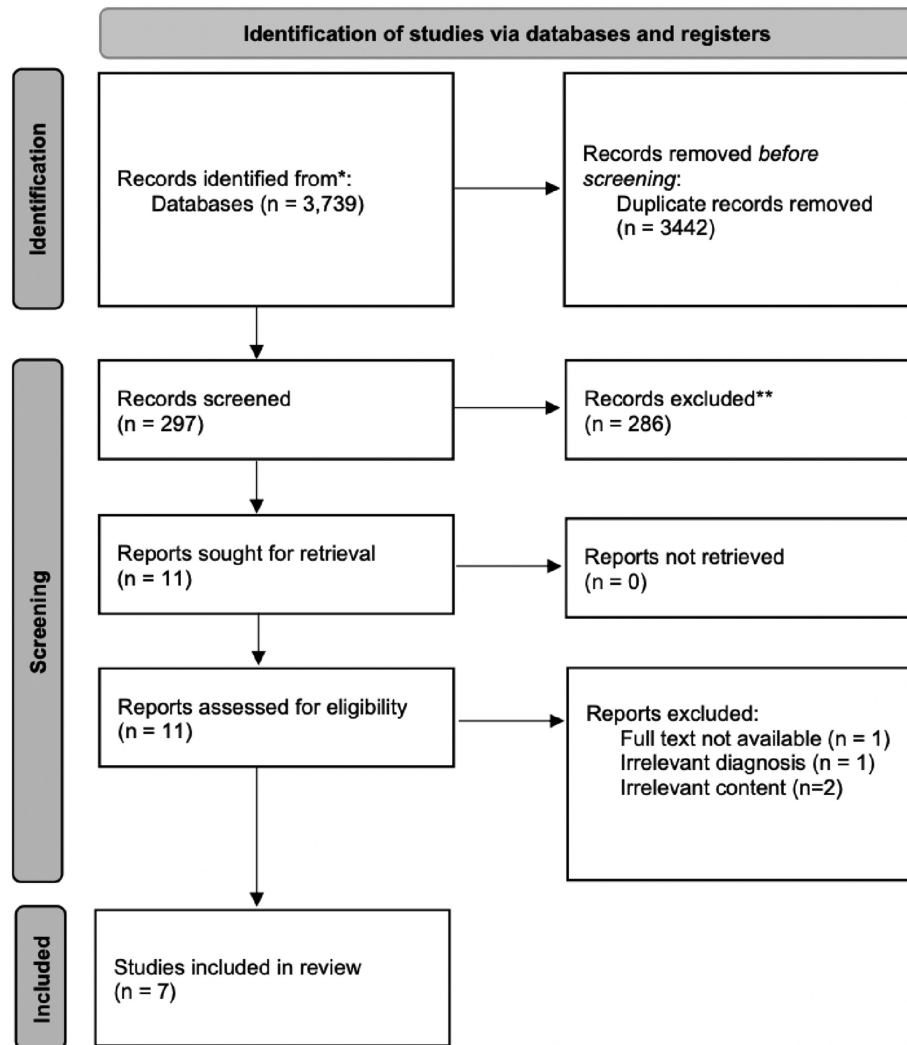 Identification of studies via databases and registers
Identification
Records identified from*:
Databases (n = 3,739)
Records removed before
screening:
Duplicate records removed
(n = 3442)
Screening
Records screened
(n = 297)
Records excluded**
(n = 286)
Reports sought for retrieval
(n = 11)
Reports not retrieved
(n = 0)
Reports assessed for eligibility
(n = 11)
Reports excluded:
Full text not available (n = 1)
Irrelevant diagnosis (n = 1)
Irrelevant content (n=2)
Included
Studies included in review
(n = 7)